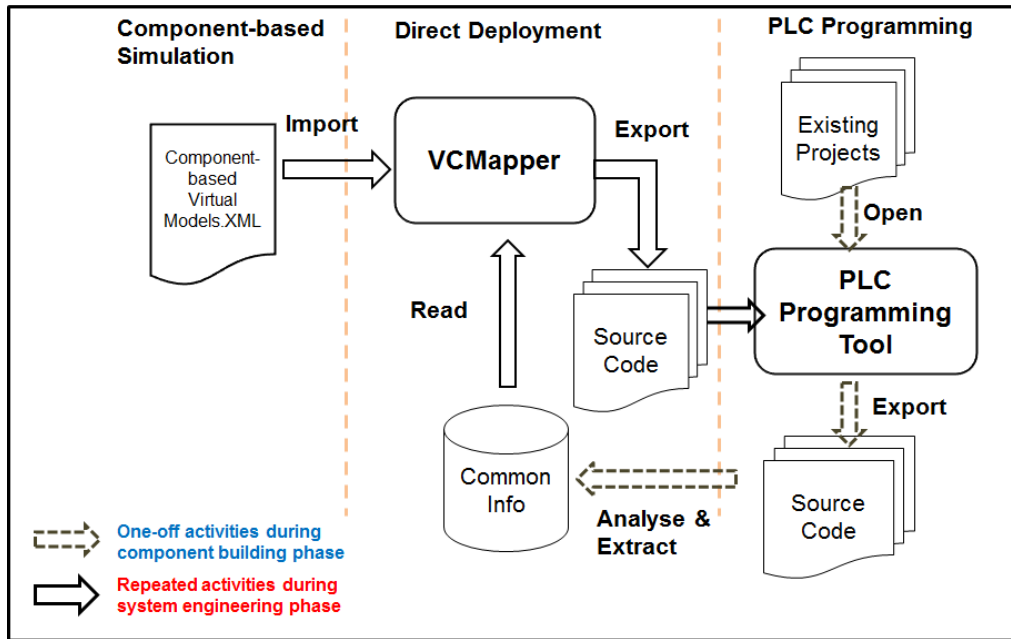 Component-based
Simulation
Direct Deployment
PLC Programming
Import
Export
Component-
based
Virtual
Models.XML
VCMapper
Existing
Projects
Open
Read
Source
Code
PLC
Programming
Tool
Export
Common
Info
Analyse &
Extract
Source
Code
One-off activities during
component building phase
Repeated activities during
system engineering phase